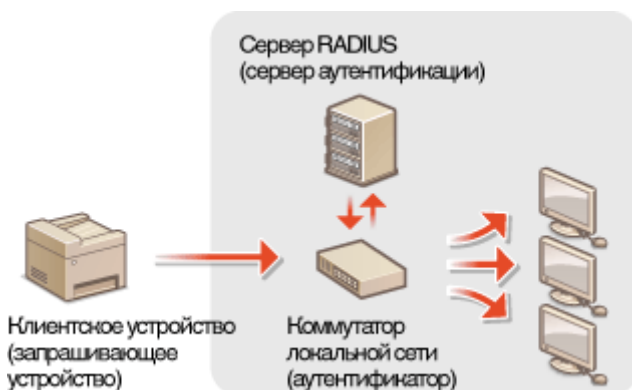 Сервер RADIUS
(сервер аутентификации)
Клиентское устройство
(запрашивающее
устройство)
Коммутатор
локальной сети
(аутентификатор)